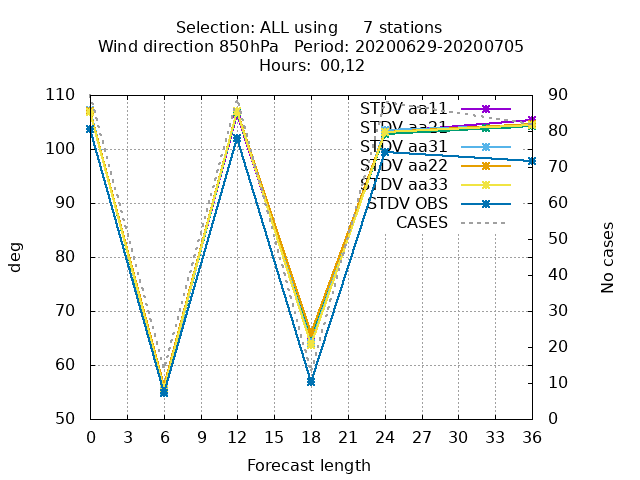 Selection: ALL using 7 stations
Wind direction 850hPa Period: 20200629-20200705
Hours: 00,12
110 90
STDV aa11
STDV aa21
STDV aa31
STDV aa22
STDV aa33
STDV OBS
CASES
100
90
80
70
60
50
80
70
60
50
40
30
20
10
0
deg
No cases
0 3 6 9 12 15 18 21 24 27 30 33 36
Forecast length